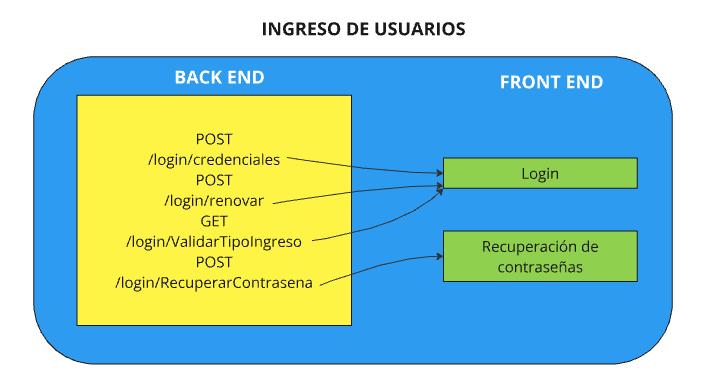 INGRESO DE USUARIOS
BACK END
FRONT END
POST
/login/credenciales
POST
/login/renovar
GET
/login/ValidarTipoIngreso
POST
/login/RecuperarContrasena
Login
Recuperación de
contraseñas